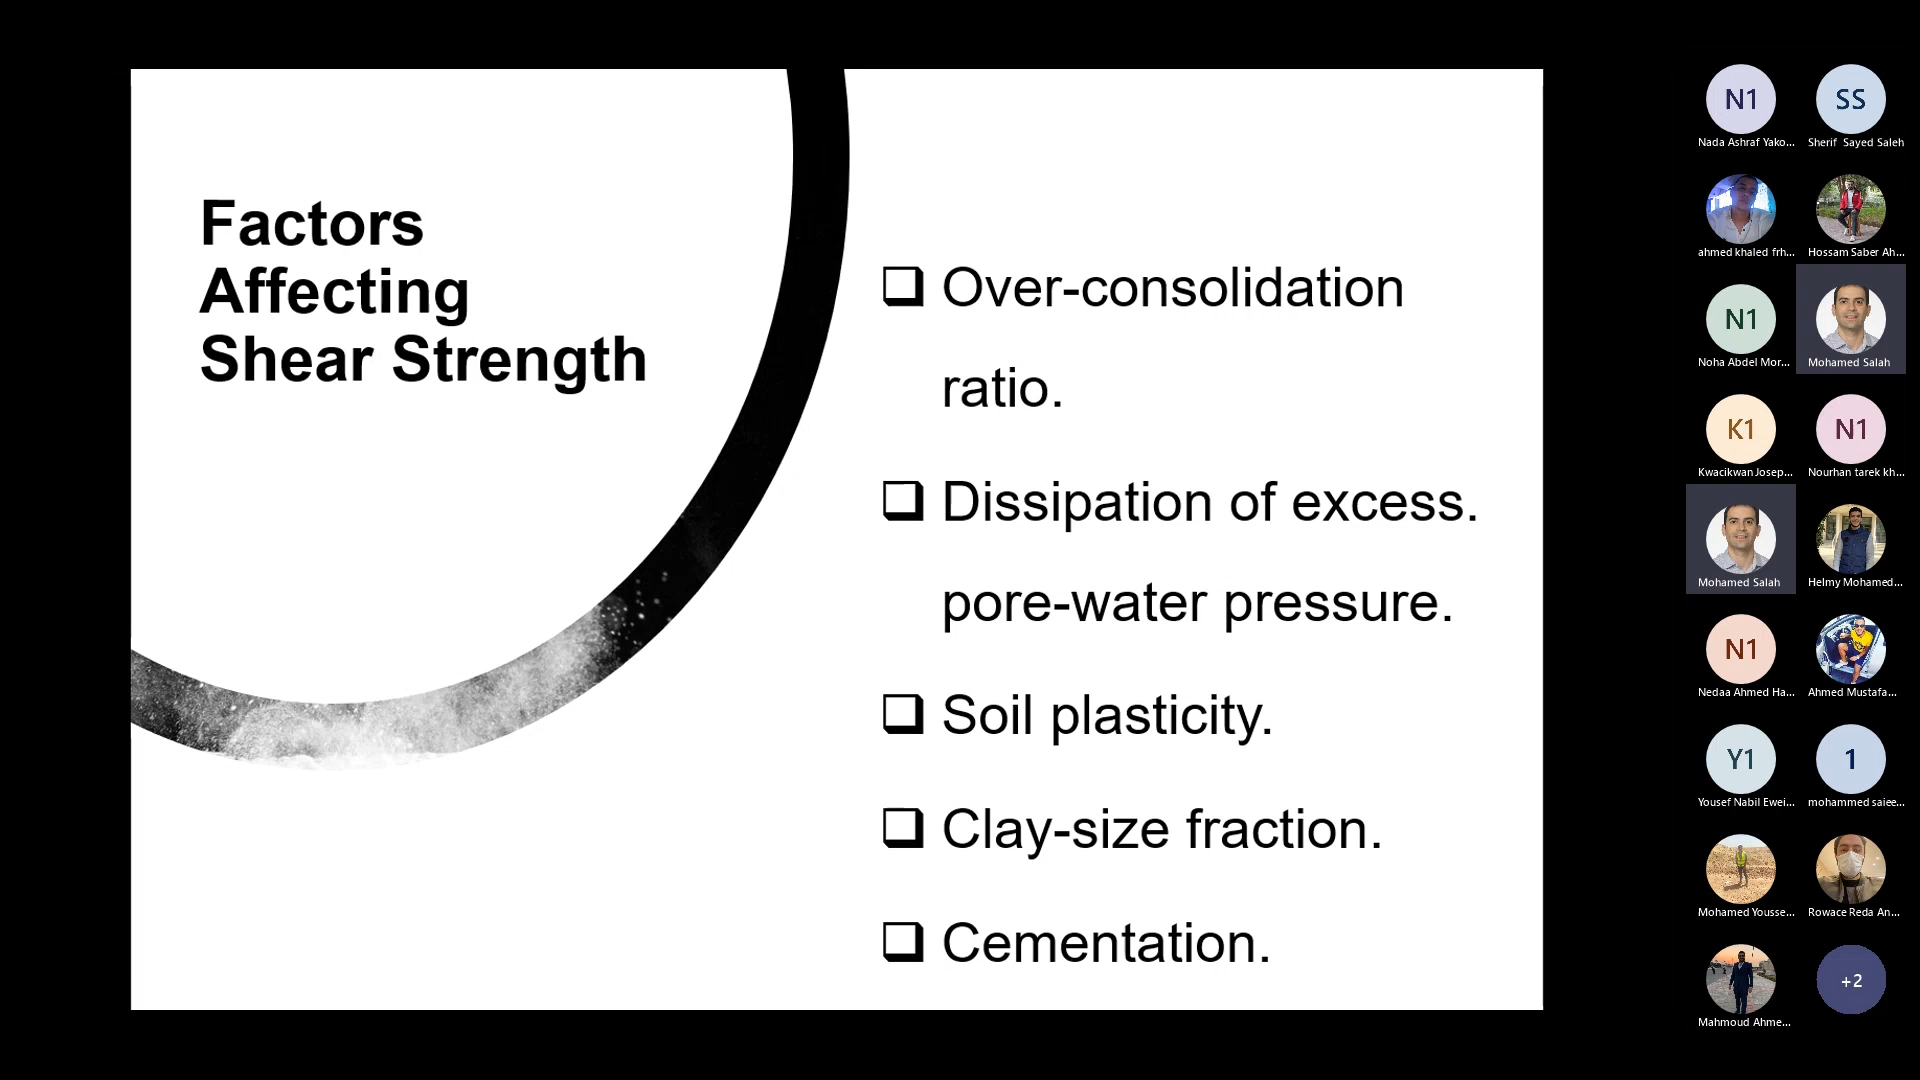 Factors
Affecting
Shear Strength
Over-consolidation
ratio.
Dissipation of excess.
pore-water pressure.
Soil plasticity.
Clay-size fraction.
Cementation.
N1
SS
Nada Ashraf Yako...
Sherif Sayed Saleh
ahmed khaled frh...
Hossam Saber Ah...
N1
Noha Abdel Mor...
Mohamed Salah
K1
N1
Kwacikwan Josep...
Nourhan tarek kh...
Mohamed Salah
Helmy Mohamed...
N1
Nedaa Ahmed Ha...
Ahmed Mustafa...
Y1
1
Yousef Nabil Ewei...
mohammed saiee...
Mohamed Yousse...
Rowace Reda An...
+2
Mahmoud Ahme...